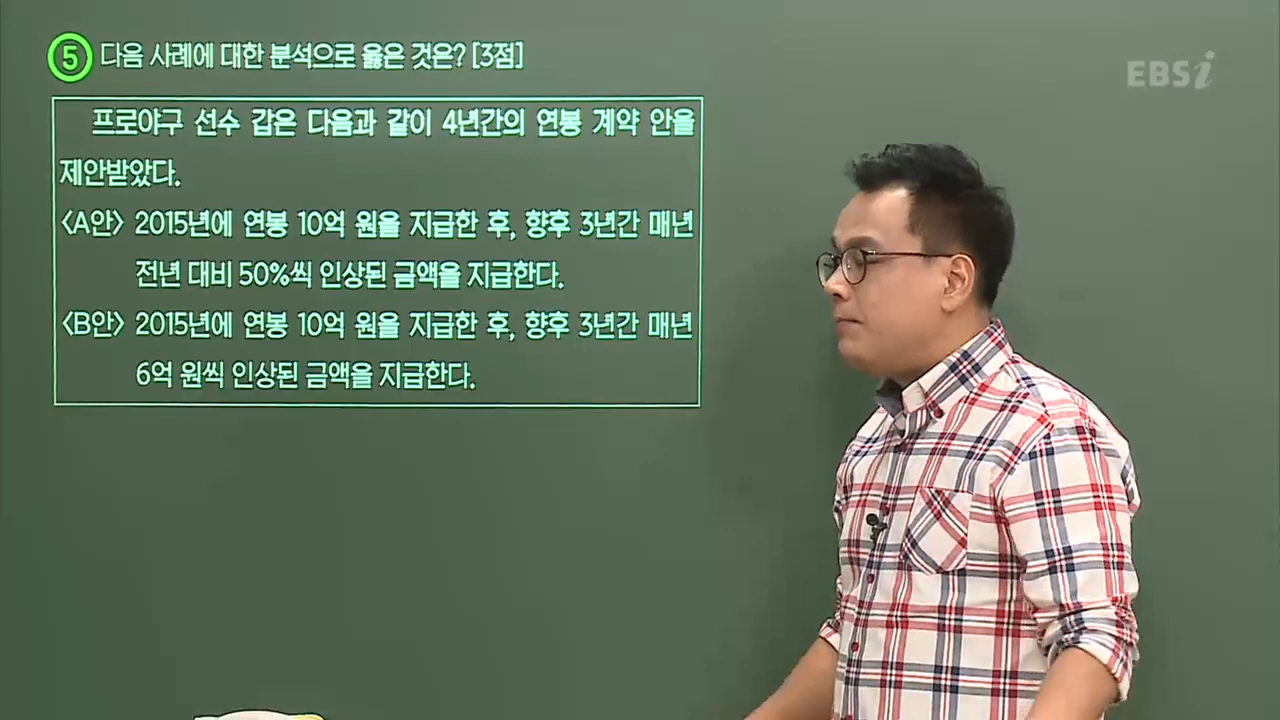 ⑤ 다음 사례에 대한 분석으로 옳은 것은? [3점]
EBSi
프로야구 선수 갑은 다음과 같이 4년간의 연봉 계약 안을
제안받았다.
〈A안〉 2015년에 연봉 10억 원을 지급한 후, 향후 3년간 매년
전년 대비 50%씩 인상된 금액을 지급한다.
〈B안〉 2015년에 연봉 10억 원을 지급한 후, 향후 3년간 매년
6억 원씩 인상된 금액을 지급한다.